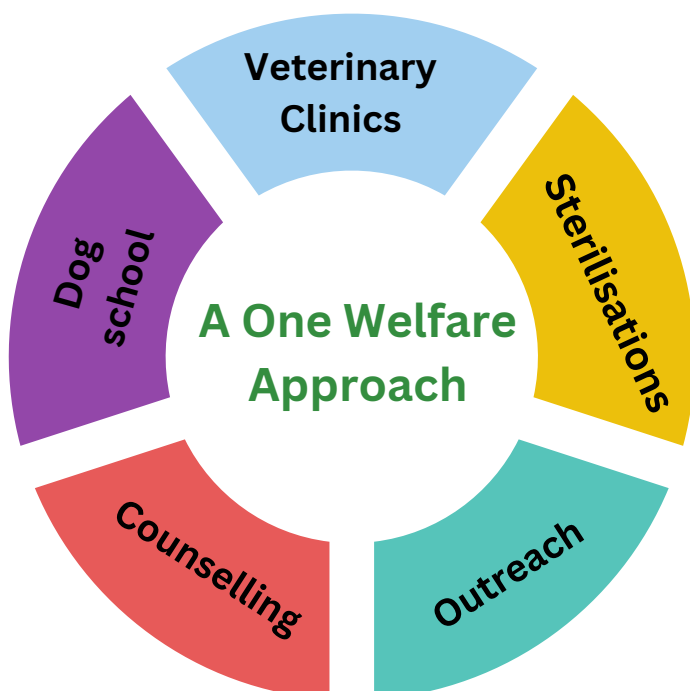 Veterinary
Clinics
Sterilisations
Outreach
Counselling
Dog
school
A One Welfare
Approach